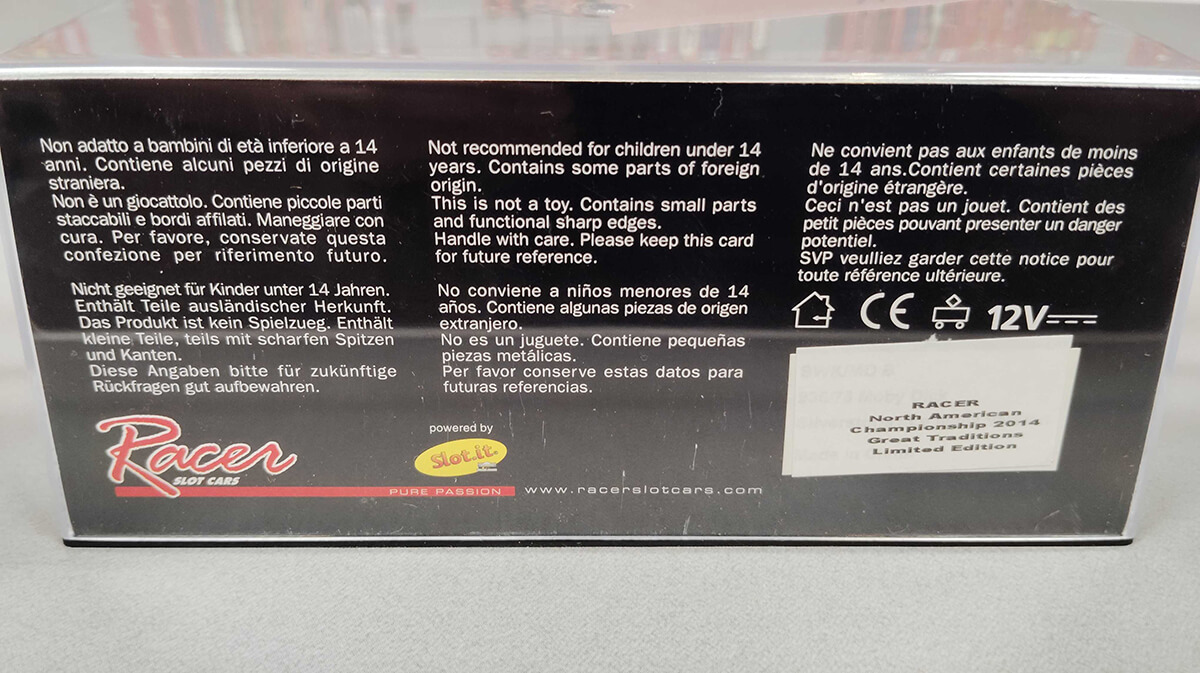 Non adatto a bambini di età inferiore a 14
anni. Contiene alcuni pezzi di origine
straniera.
Non è un giocattolo. Contiene piccole parti
staccabili e bordi affilati. Maneggiare con
cura. Per favore, conservate questa
confezione per riferimento futuro.
Not recommended for children under 14
years. Contains some parts of foreign
origin.
This is not a toy. Contains small parts
and functional sharp edges.
Handle with care. Please keep this card
for future reference.
Ne convient pas aux enfants de moins
de 14 ans.Contient certaines pièces
d'origine étrangère.
Ceci n'est pas un jouet. Contient des
petit pièces pouvant presenter un danger
potentiel.
SVP veulliez garder cette notice pour
toute référence ultérieure.
Nicht geeignet für Kinder unter 14 Jahren.
Enthält Teile ausländischer Herkunft.
Das Produkt ist kein Spielzueg. Enthält
kleine Teile, teils mit scharfen Spitzen
und Kanten.
Diese Angaben bitte für zukünftige
Rückfragen gut aufbewahren.
No conviene a niños menores de 14
años. Contiene algunas piezas de origen
extranjero.
No es un juguete. Contiene pequeñas
piezas metálicas.
Per favor conserve estas datos para
futuras referencias.
CE 12V
RACER
North American
Championship 2014
Great Traditions
Limited Edition
Racer
SLOT CARS
powered by
Slot.it.
PURE PASSION
www.racerslotcars.com